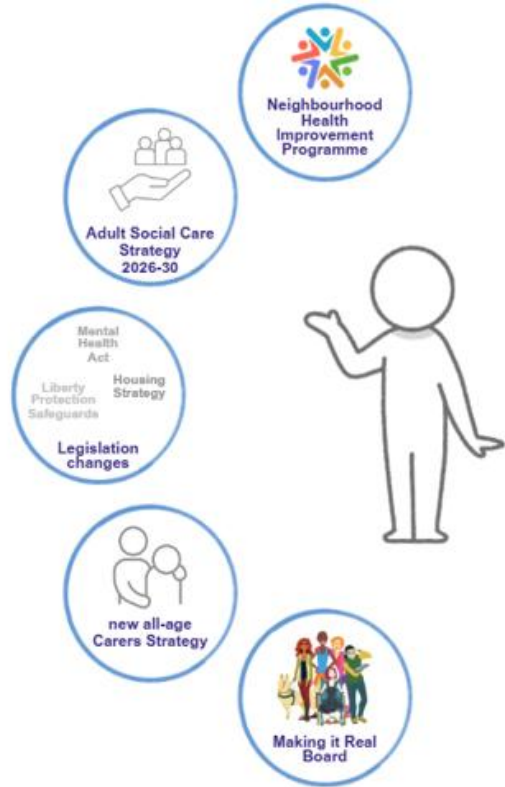 Neighbourhood
Health
Improvement
Programme
Adult Social Care
Strategy
2026-30
Mental
Health
Act
Housing
Strategy
Liberty
Protection
Safeguards
Legislation
changes
new all-age
Carers Strategy
Making it Real
Board